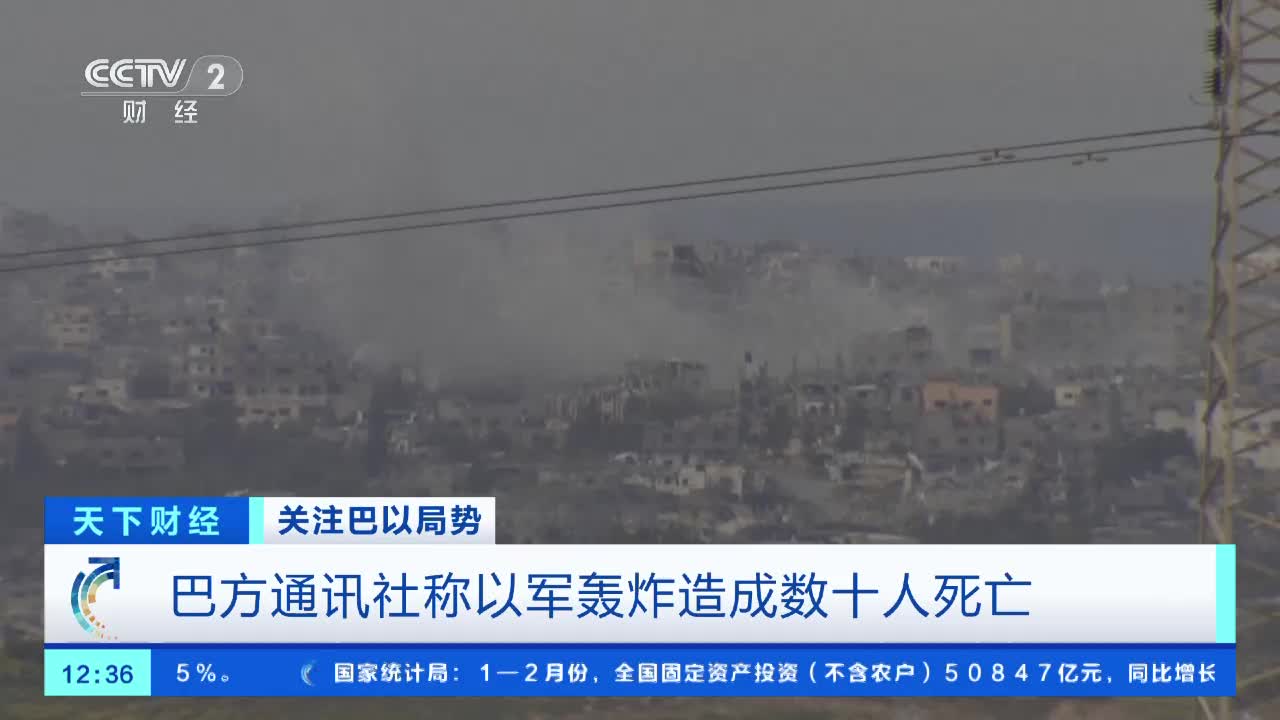 CCTV 2
财 经
天下财经 关注巴以局势
巴方通讯社称以军轰炸造成数十人死亡
12:36 5%。 国家统计局：1—2月份，全国固定资产投资（不含农户）50847亿元，同比增长